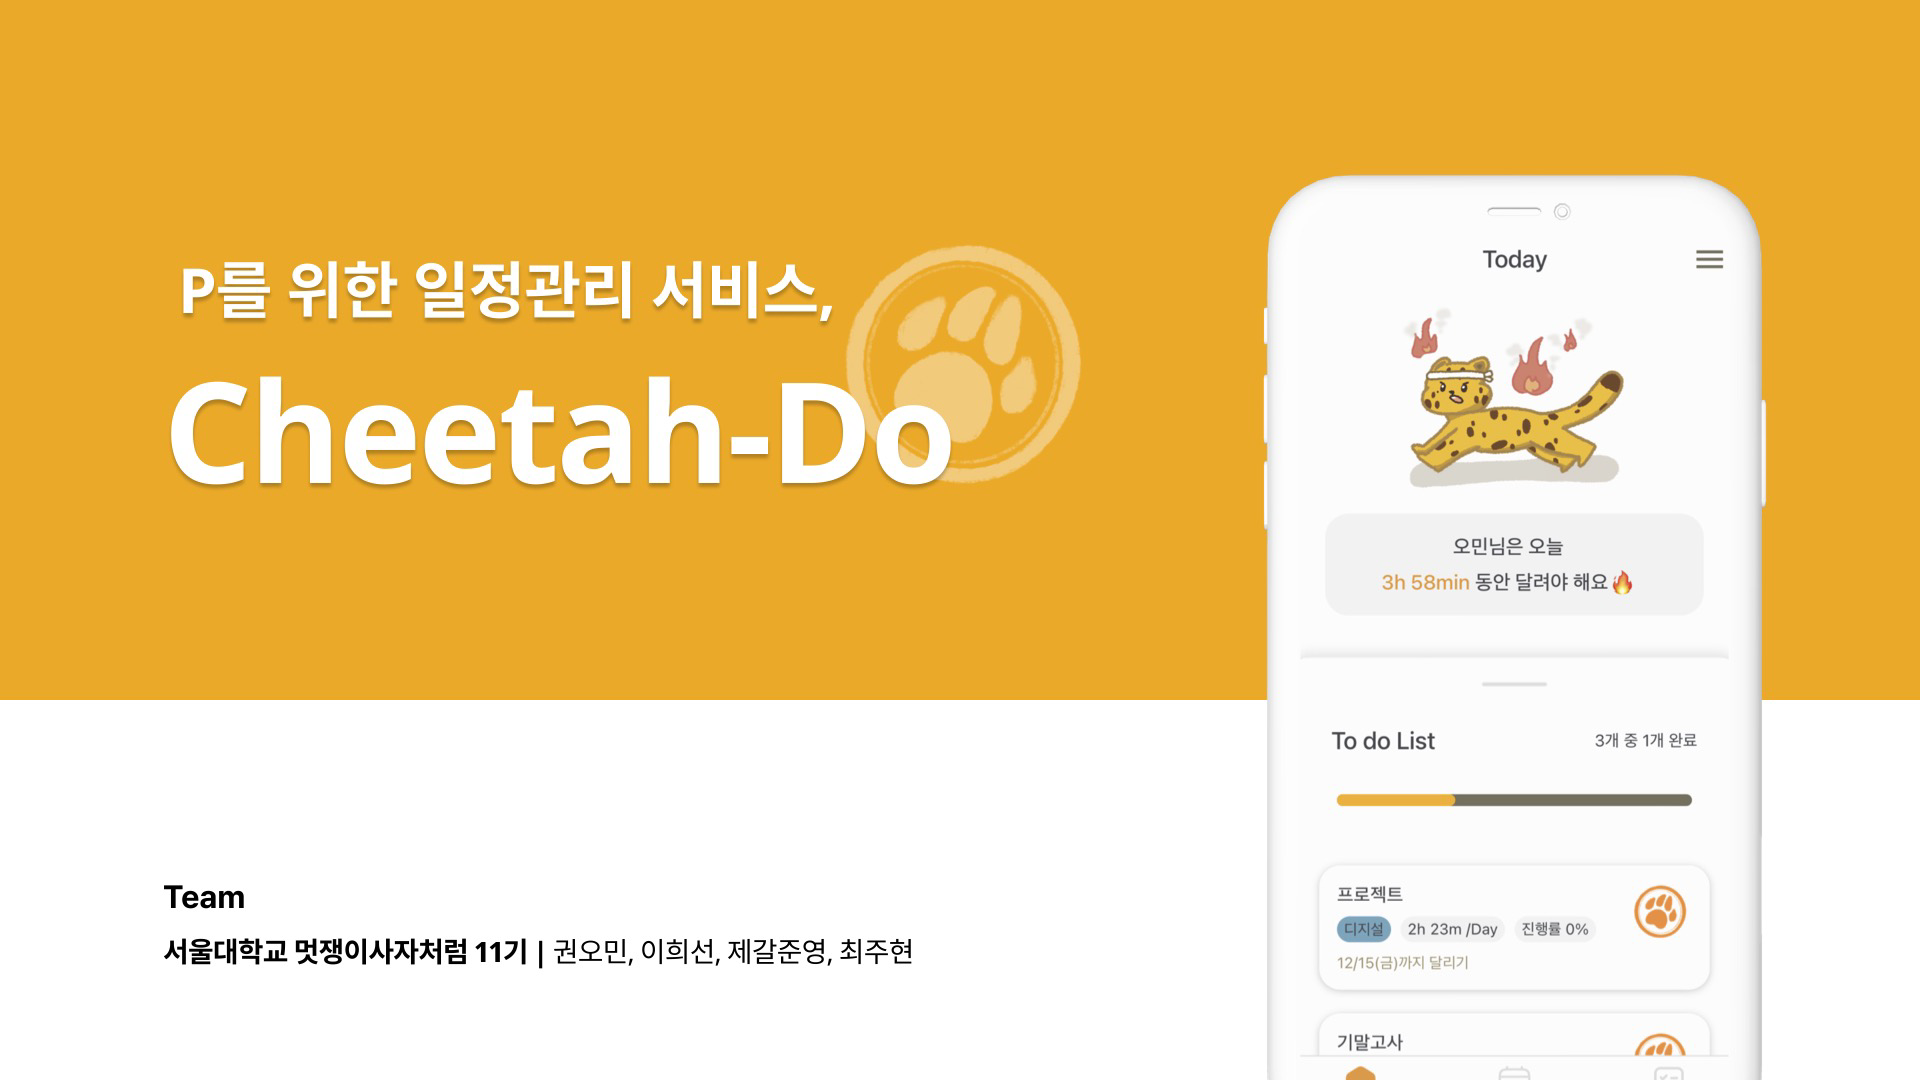 P를 위한 일정관리 서비스,
Cheetah-Do
Team
서울대학교 멋쟁이사자처럼 11기 | 권오민, 이희선, 제갈준영, 최주현
Today
오민님은 오늘
3h 58min 동안 달려야 해요🔥
To do List
3개 중 1개 완료
프로젝트
디지설 2h 23m /Day 진행률 0%
12/15(금)까지 달리기
기말고사